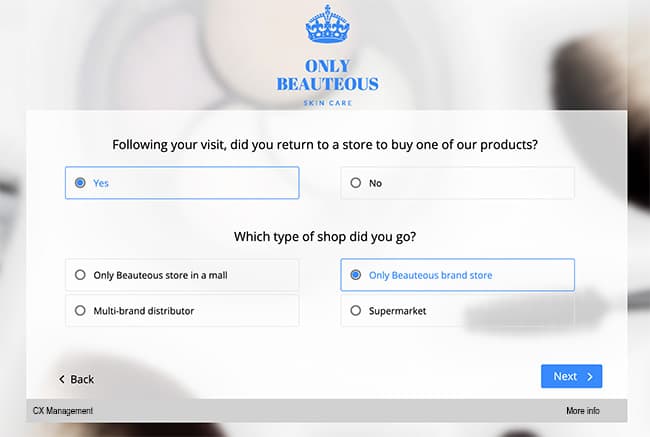 ONLY
BEAUTEOUS
SKIN CARE
Following your visit, did you return to a store to buy one of our products?
Yes
No
Which type of shop did you go?
Only Beauteous store in a mall
Only Beauteous brand store
Multi-brand distributor
Supermarket
Back
Next
CX Management
More info